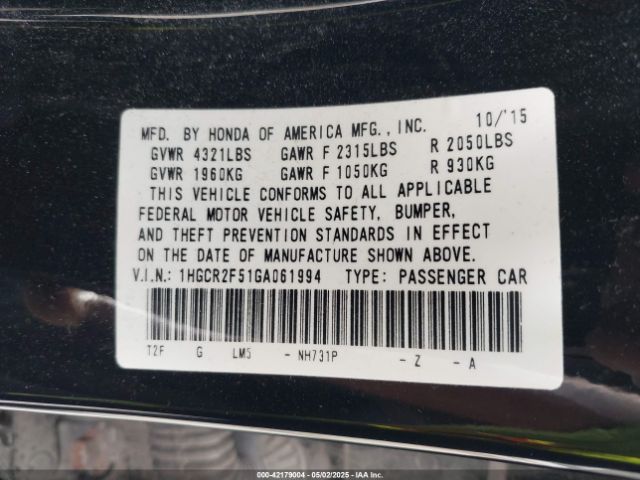 MFD. BY HONDA OF AMERICA MFG., INC. 10/'15
GVWR 4321LBS GAWR F 2315LBS R 2050LBS
GVWR 1960KG GAWR F 1050KG R 930KG
THIS VEHICLE CONFORMS TO ALL APPLICABLE
FEDERAL MOTOR VEHICLE SAFETY, BUMPER,
AND THEFT PREVENTION STANDARDS IN EFFECT
ON THE DATE OF MANUFACTURE SHOWN ABOVE.
V.I.N.: 1HGCR2F51GA061994 TYPE: PASSENGER CAR
T2F G LM5 - NH731P - Z - A
000-42179004 - 05/02/2025 - IAA Inc.